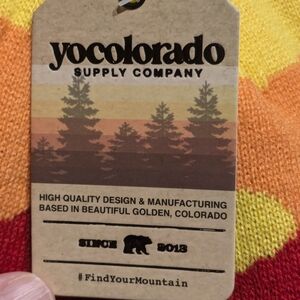 yocolorado
SUPPLY COMPANY
HIGH QUALITY DESIGN & MANUFACTURING
BASED IN BEAUTIFUL GOLDEN, COLORADO
SINCE 2013
#FindYourMountain